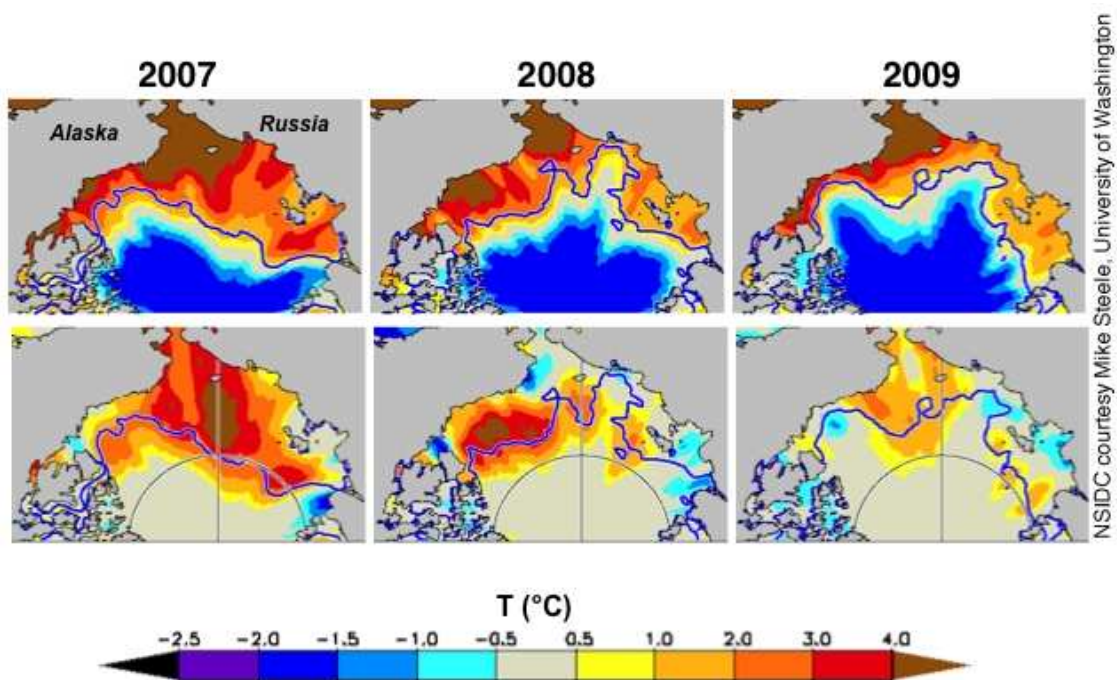 2007 2008 2009
Alaska Russia
NSIDC courtesy Mike Steele, University of Washington
T (°C)
-2.5 -2.0 -1.5 -1.0 -0.5 0.5 1.0 2.0 3.0 4.0